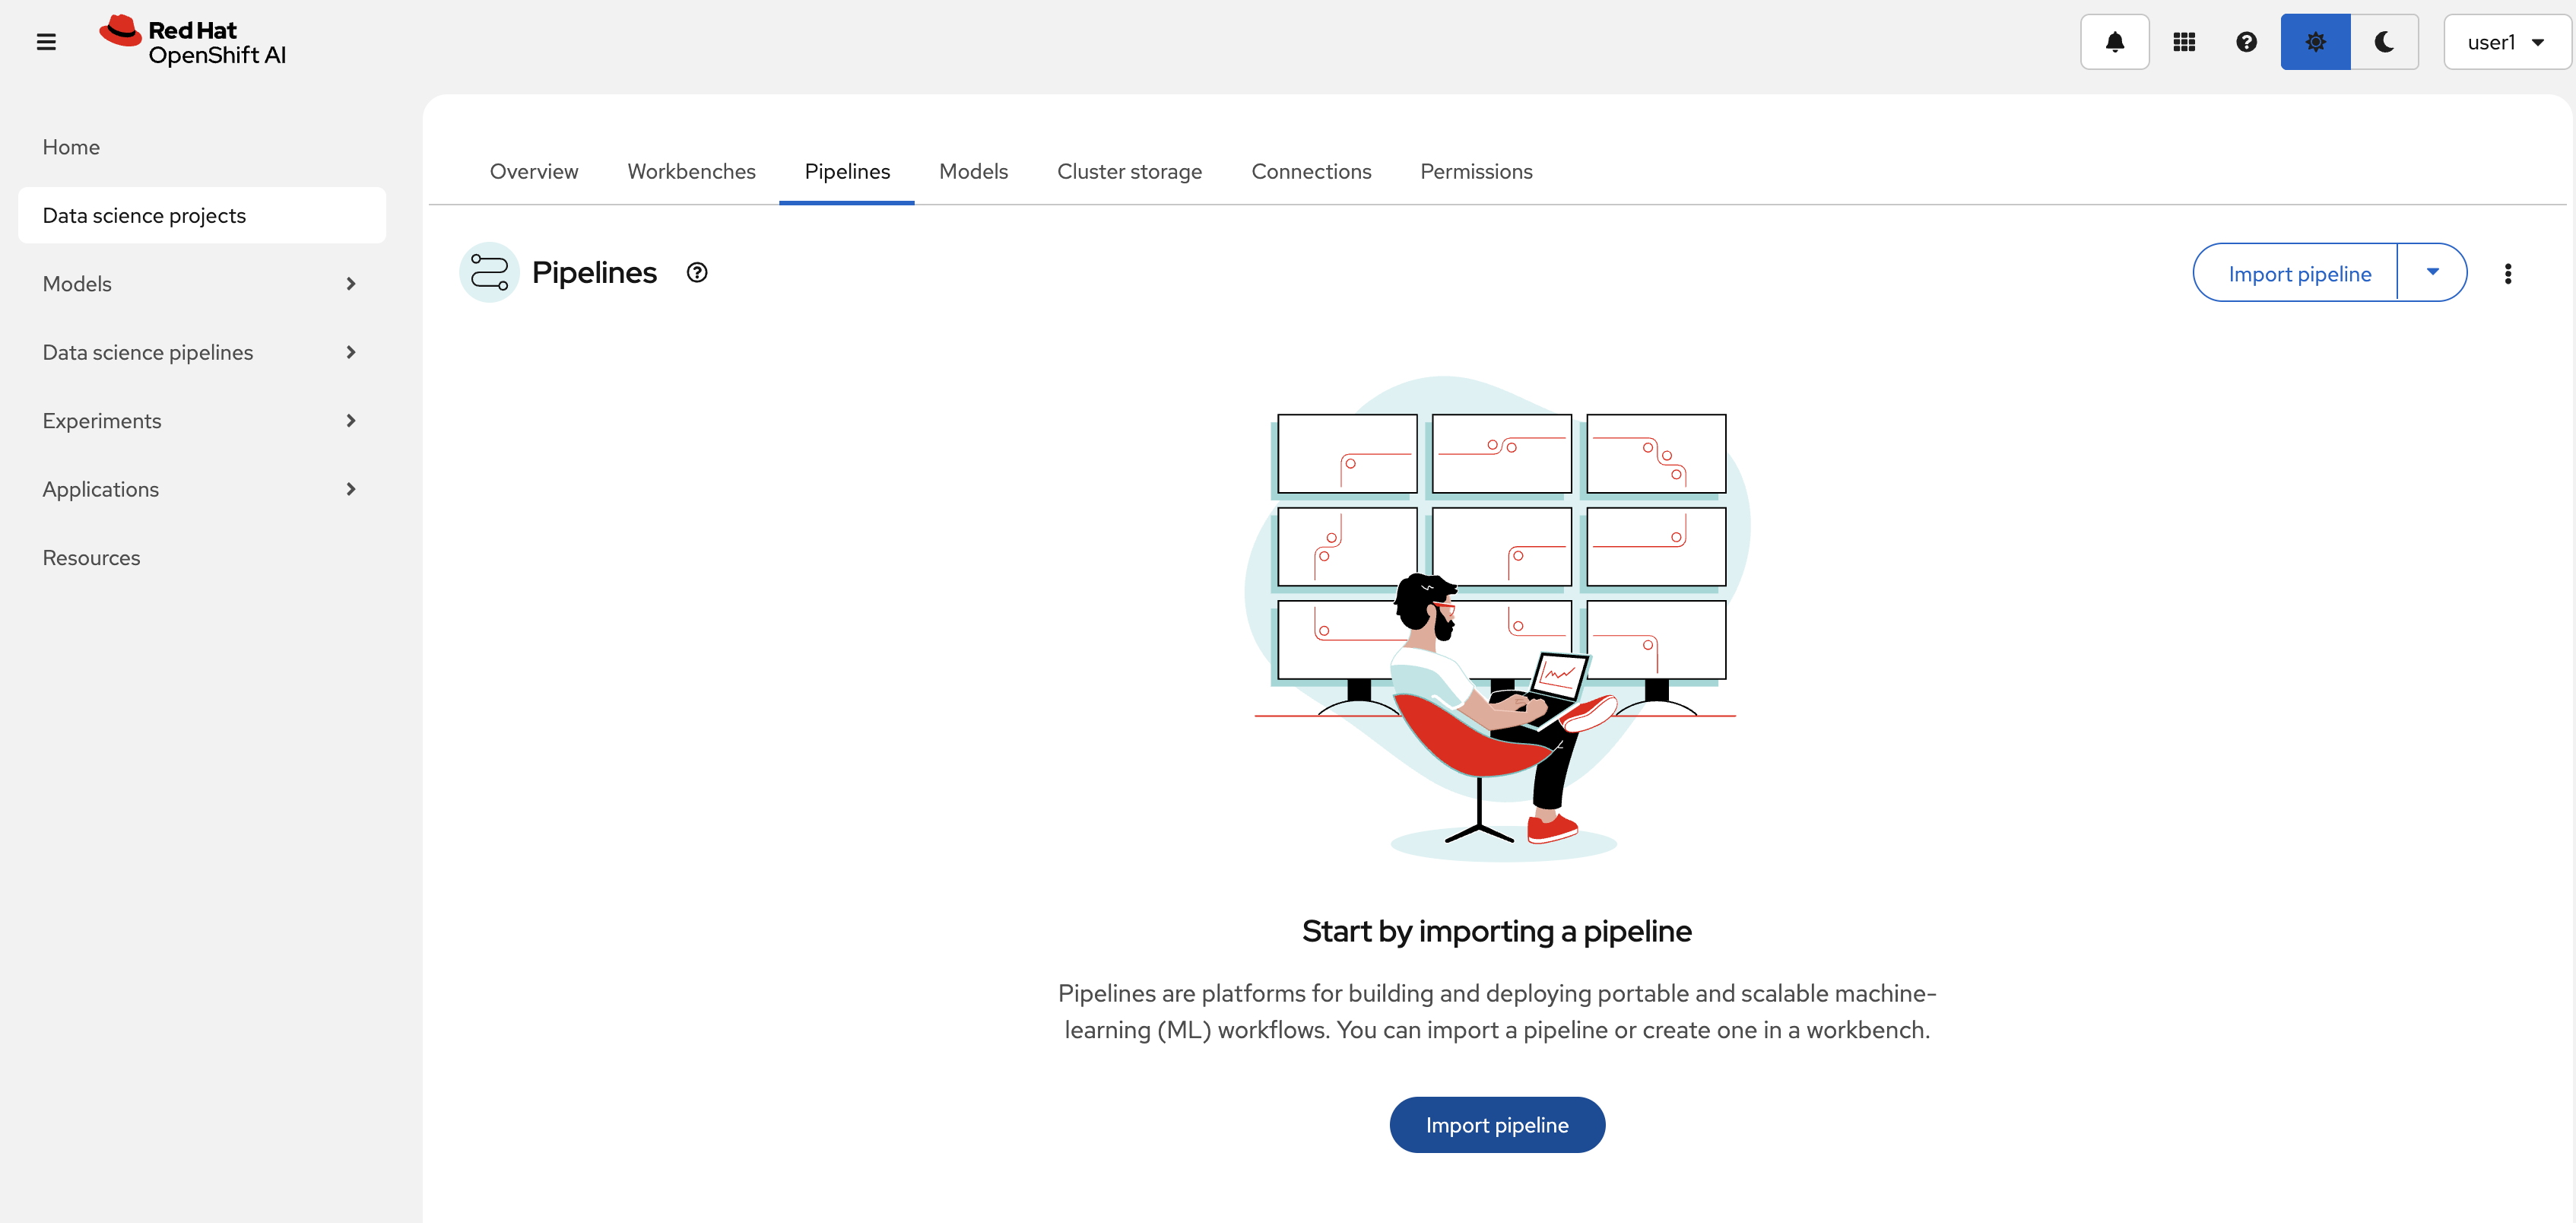 Red Hat
OpenShift AI
user1
Home
Data science projects
Models
Data science pipelines
Experiments
Applications
Resources
Overview Workbenches Pipelines Models Cluster storage Connections Permissions
Pipelines
Import pipeline
Start by importing a pipeline
Pipelines are platforms for building and deploying portable and scalable machine-
learning (ML) workflows. You can import a pipeline or create one in a workbench.
Import pipeline